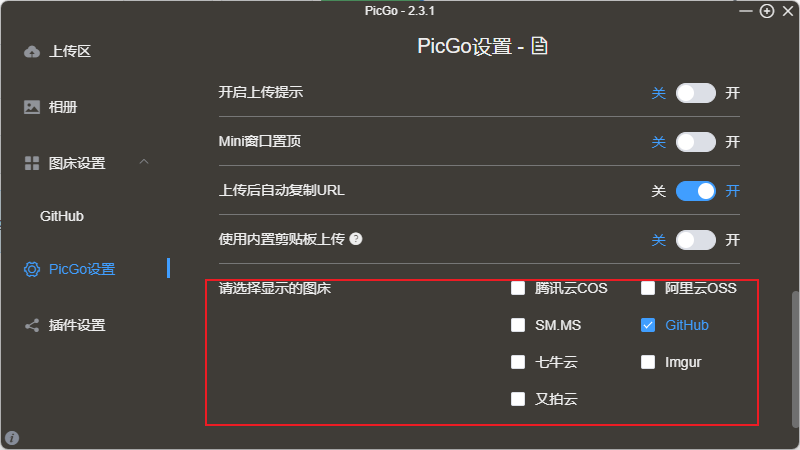 PicGo - 2.3.1
上传区
相册
图床设置
GitHub
PicGo设置
插件设置
PicGo设置 -
开启上传提示 关 开
Mini窗口置顶 关 开
上传后自动复制URL 关 开
使用内置剪贴板上传 ? 关 开
请选择显示的图床 腾讯云COS 阿里云OSS
SM.MS GitHub
七牛云 Imgur
又拍云